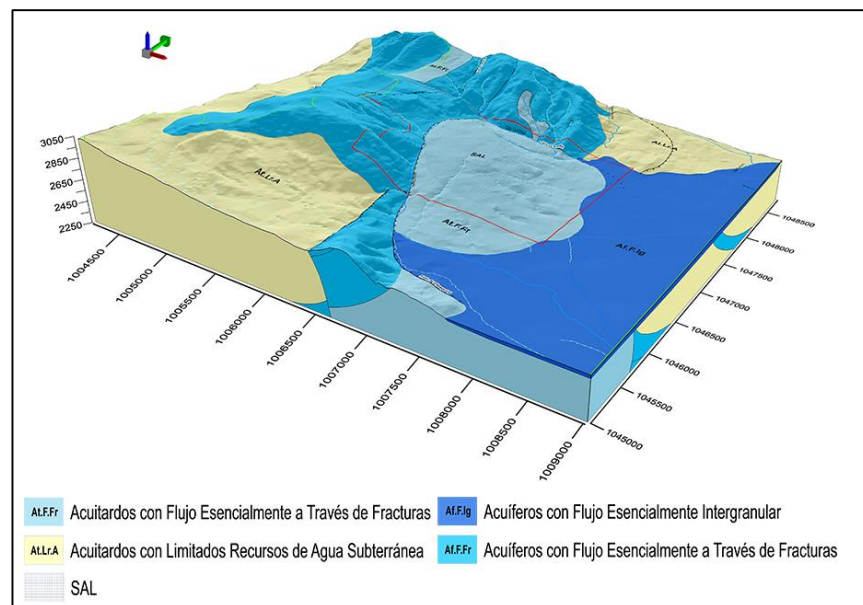 At.F.Fr
At.Lr.A
SAL
At.Lr.A
At.F.Fr
Af.F.Ig
3050
2850
2650
2450
2250
1004500
1005000
1005500
1006000
1006500
1007000
1007500
1008000
1008500
1009000
1048500
1048000
1047500
1047000
1046500
1046000
1045500
1045000
At.F.Fr Acuitardos con Flujo Esencialmente a Través de Fracturas
Af.F.Ig Acuíferos con Flujo Esencialmente Intergranular
At.Lr.A Acuitardos con Limitados Recursos de Agua Subterránea
Af.F.Fr Acuíferos con Flujo Esencialmente a Través de Fracturas
SAL